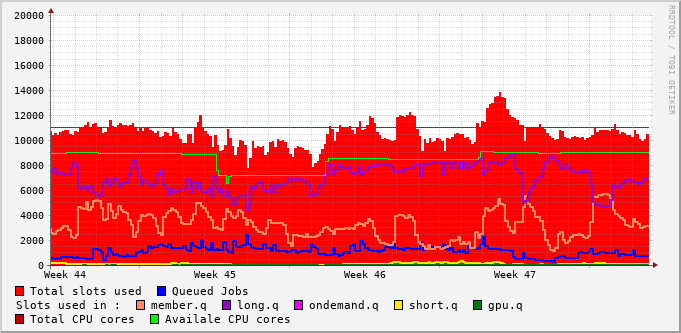 20000
18000
16000
14000
12000
10000
8000
6000
4000
2000
0
Week 44 Week 45 Week 46 Week 47
Total slots used Queued Jobs
Slots used in : member.q long.q ondemand.q short.q gpu.q
Total CPU cores Availale CPU cores
RRDTOOL / TOBI OETIKER